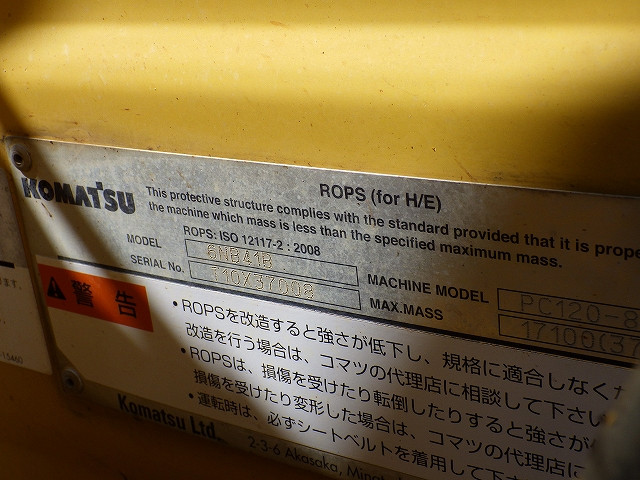 KOMATSU
ROPS (for H/E)
This protective structure complies with the standard provided that it is
the machine which mass is less than the specified maximum mass.
ROPS: ISO 12117-2 : 2008
MODEL 6NB41B
SERIAL No. T10Y37008
MACHINE MODEL PC120-8
MAX.MASS 17100(37
警告
•ROPSを改造すると強さが低下し、規格に適合しなく
改造を行う場合は、コマツの代理店に相談して下さい
•ROPSは、損傷を受けたり転倒したりすると強さが
損傷を受けたり変形した場合は、コマツの代理店に
•運転時は、必ずシートベルトを着用して下
Komatsu Ltd.
2-3-6 Akasaka,